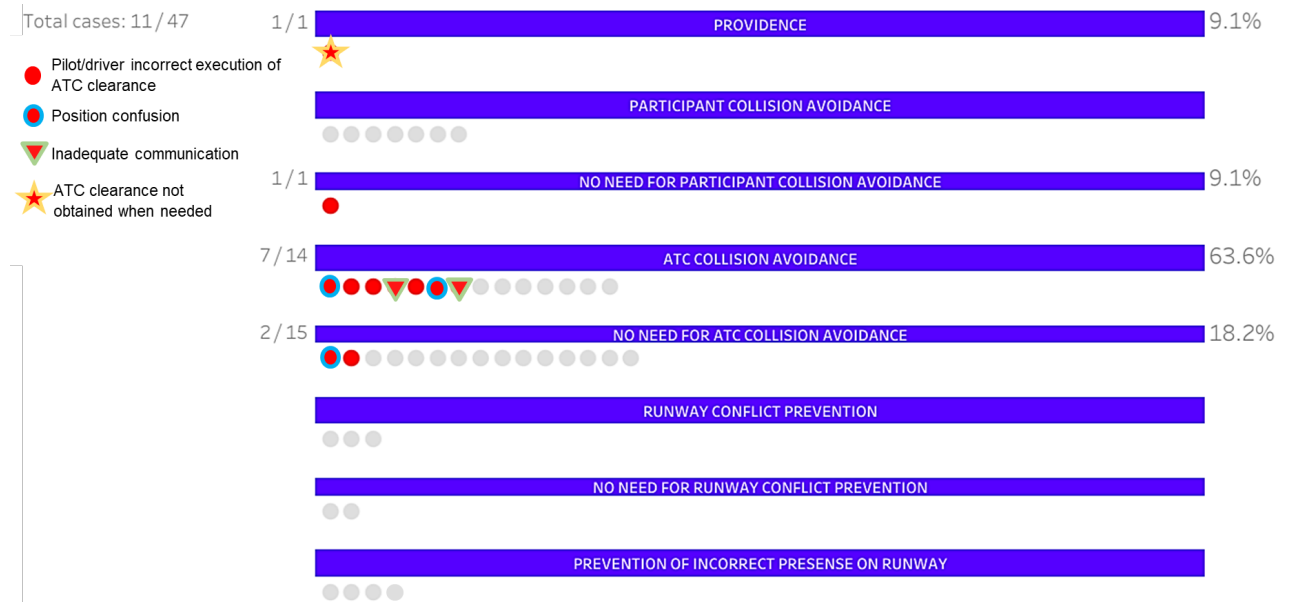 Total cases: 11/47
1/1
PROVIDENCE
9.1%
Pilot/driver incorrect execution of
ATC clearance
Position confusion
Inadequate communication
ATC clearance not
obtained when needed
PARTICIPANT COLLISION AVOIDANCE
1/1
NO NEED FOR PARTICIPANT COLLISION AVOIDANCE
9.1%
7/14
ATC COLLISION AVOIDANCE
63.6%
2/15
NO NEED FOR ATC COLLISION AVOIDANCE
18.2%
RUNWAY CONFLICT PREVENTION
NO NEED FOR RUNWAY CONFLICT PREVENTION
PREVENTION OF INCORRECT PRESENSE ON RUNWAY